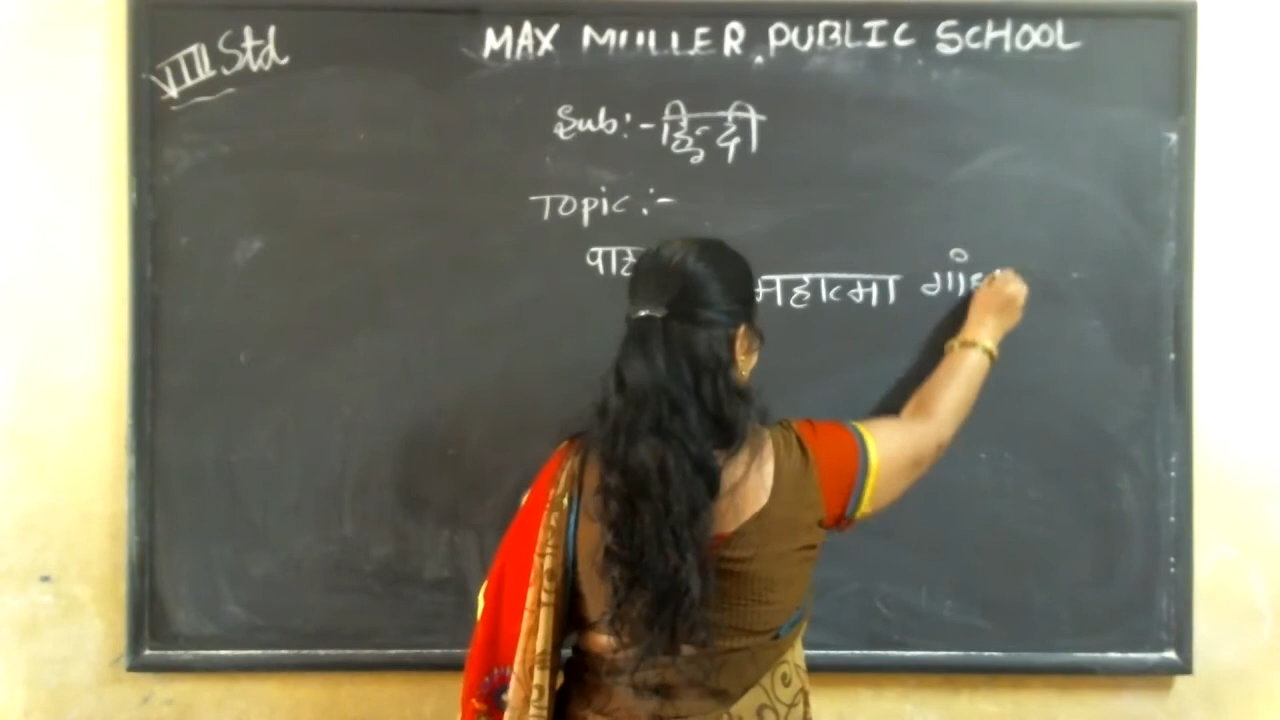 VIII Std
MAX MULLER PUBLIC SCHOOL
Sub:- हिन्दी
Topic :-
महात्मा